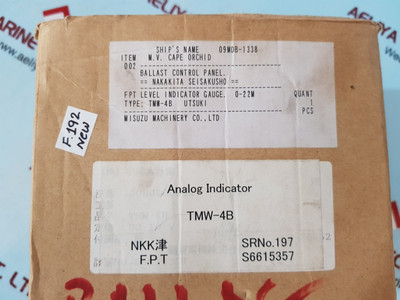 SHIP'S NAME 09MOB-1338
ITEM M.V. CAPE ORCHID
002
BALLAST CONTROL PANEL,
== NAKAKITA SEISAKUSHO ==
FPT LEVEL INDICATOR GAUGE, 0-22M QUANT
TYPE; TMW-4B UTSUKI 1
PCS
MISUZU MACHINERY CO.,LTD
F.192
NEW
Analog Indicator
TMW-4B
NKK津 SRNo.197
F.P.T S6615357